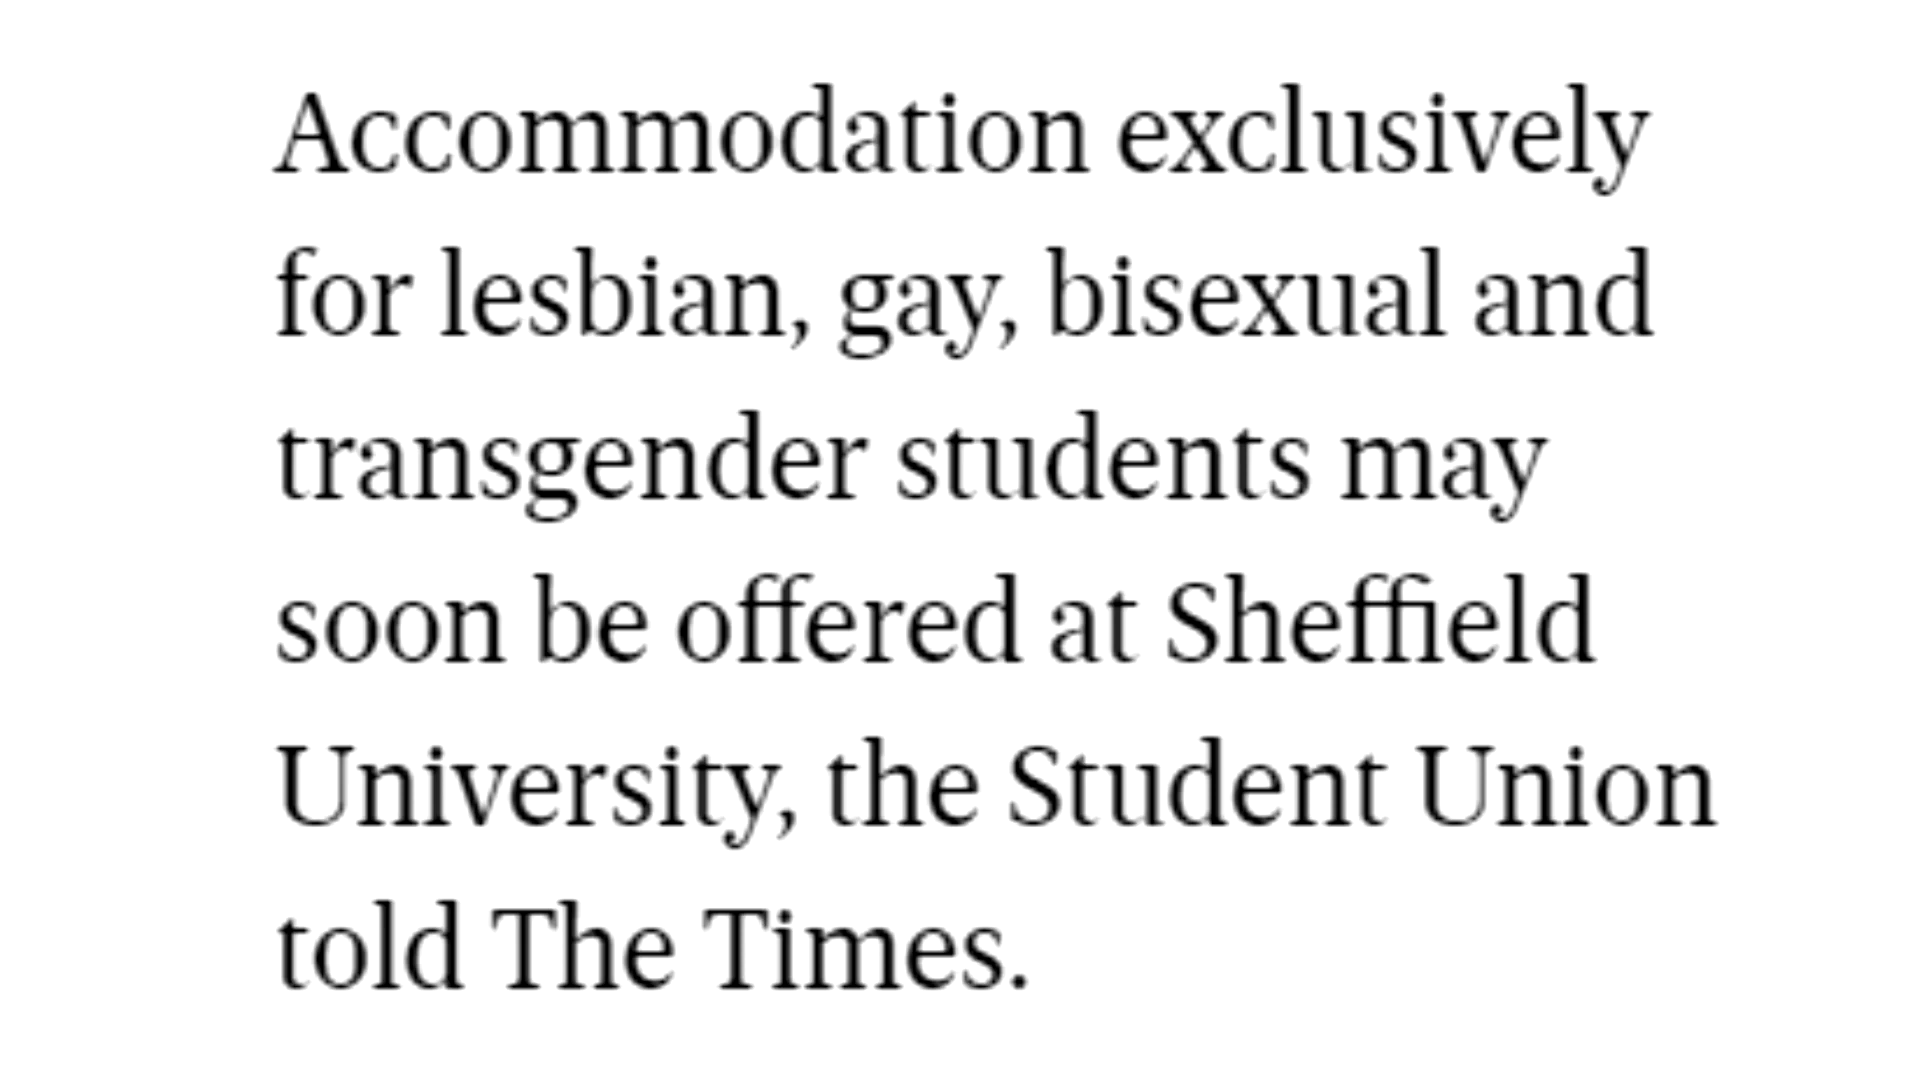 Accommodation exclusively
for lesbian, gay, bisexual and
transgender students may
soon be offered at Sheffield
University, the Student Union
told The Times.